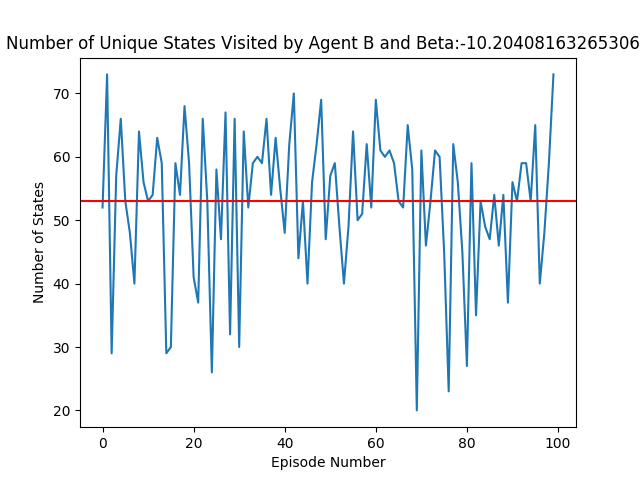 Number of Unique States Visited by Agent B and Beta:-10.20408163265306
70
60
50
40
30
20
Number of States
0 20 40 60 80 100
Episode Number